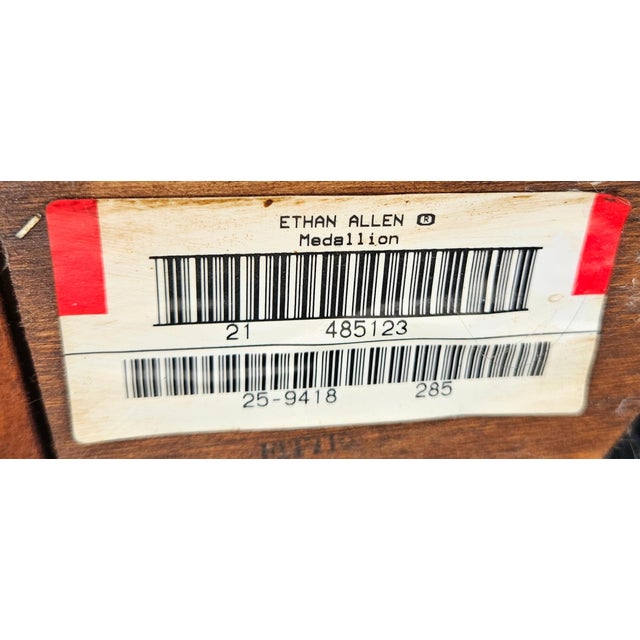 ETHAN ALLEN ®
Medallion
21 485123
25-9418 285